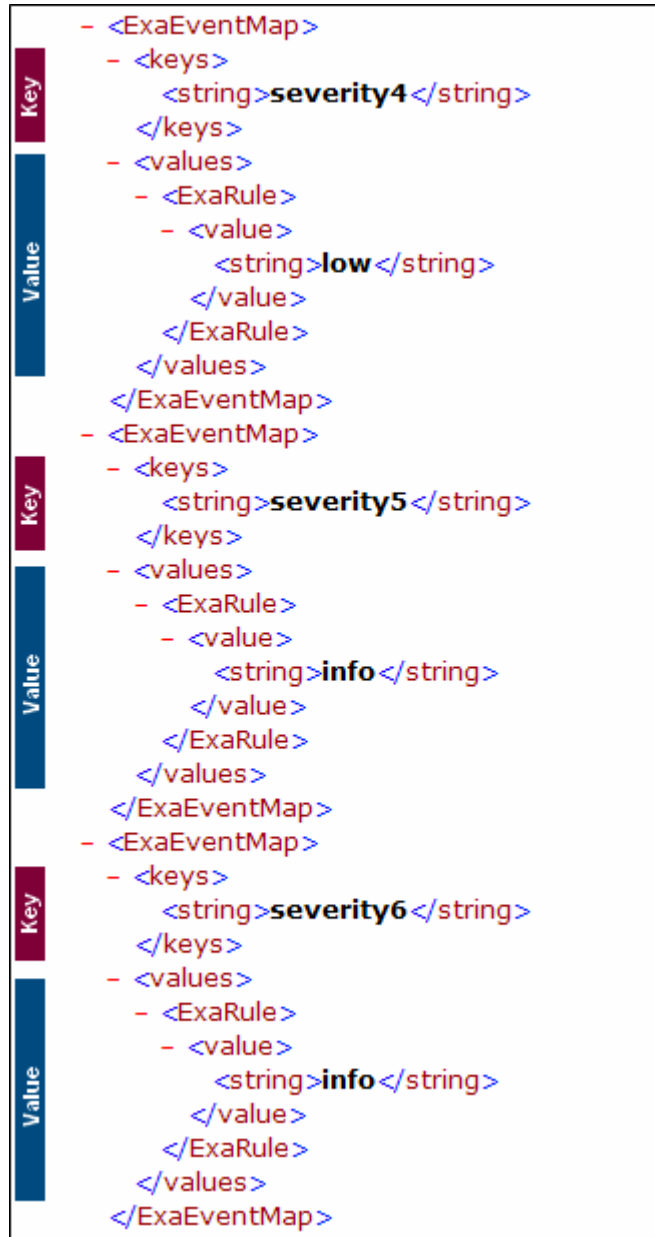 - <ExaEventMap>
Key
- <keys>
<string>severity4</string>
</keys>
Value
- <values>
- <ExaRule>
- <value>
<string>low</string>
</value>
</ExaRule>
</values>
</ExaEventMap>
- <ExaEventMap>
Key
- <keys>
<string>severity5</string>
</keys>
Value
- <values>
- <ExaRule>
- <value>
<string>info</string>
</value>
</ExaRule>
</values>
</ExaEventMap>
- <ExaEventMap>
Key
- <keys>
<string>severity6</string>
</keys>
Value
- <values>
- <ExaRule>
- <value>
<string>info</string>
</value>
</ExaRule>
</values>
</ExaEventMap>